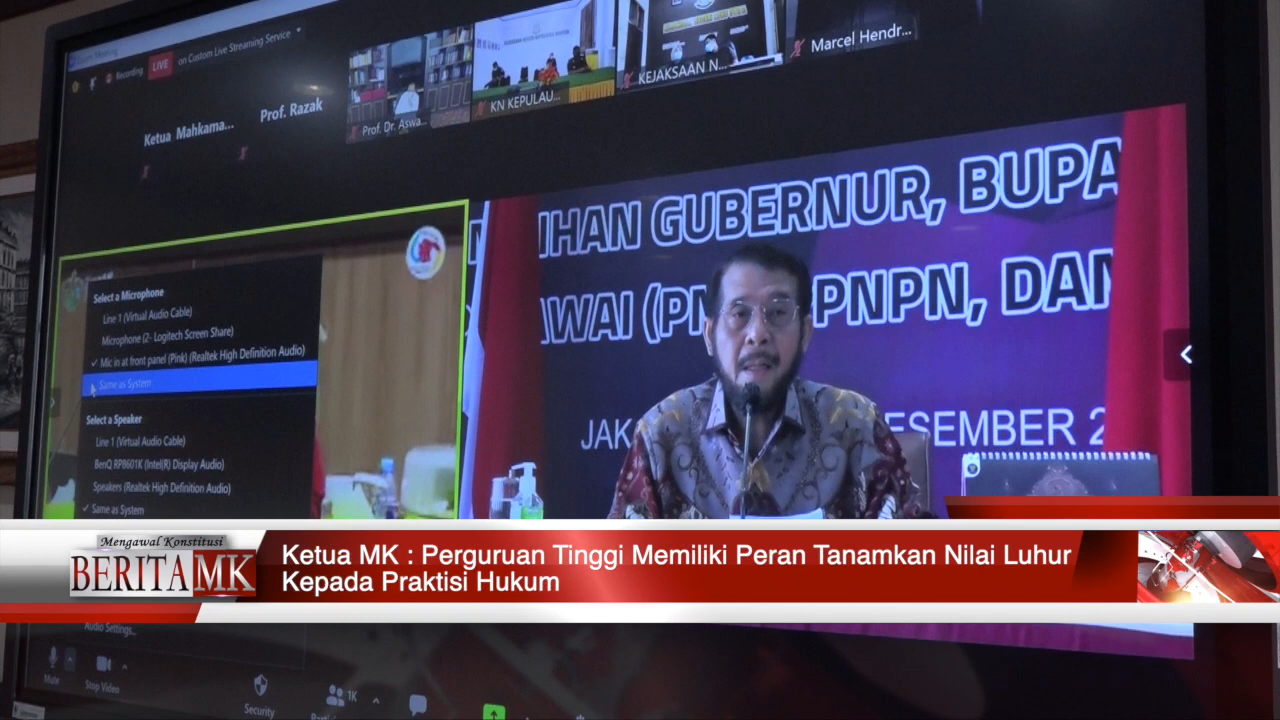 Recording
LIVE
on Custom Live Streaming Service
Ketua Mahkama...
Prof. Razak
Prof. Dr. Aswa...
KN KEPULAU...
KEJAKSAAN N...
Marcel Hendr...
IHAN GUBERNUR, BUPA
AWAI (PN PNPN, DAN
JAK ESEMBER 2
Select a Microphone
Line 1 (Virtual Audio Cable)
Microphone (2- Logitech Screen Share)
✓ Mic in at front panel (Pink) (Realtek High Definition Audio)
Same as System
Select a Speaker
Line 1 (Virtual Audio Cable)
BenQ RP8601K (Intel(R) Display Audio)
Speakers (Realtek High Definition Audio)
✓ Same as System
Mengawal Konstitusi
BERITA MK
Ketua MK : Perguruan Tinggi Memiliki Peran Tanamkan Nilai Luhur
Kepada Praktisi Hukum
Audio Settings...
Mute
Stop Video
Security
1K